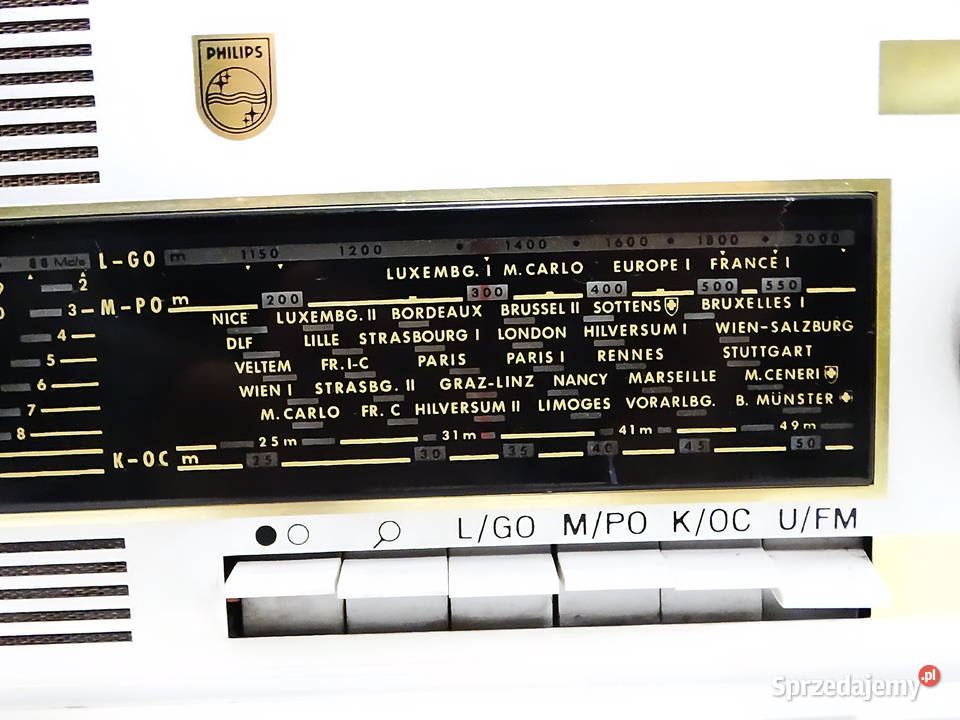 PHILIPS
88 Mc/s L-GO m 1150 1200 1400 1600 1800 2000
LUXEMBG. I M. CARLO EUROPE I FRANCE I
2
3 M-PO m 200 300 400 500 550
NICE LUXEMBG. II BORDEAUX BRUSSEL II SOTTENS BRUXELLES I
4 DLF LILLE STRASBOURG I LONDON HILVERSUM I WIEN-SALZBURG
5 VELTEM FR. I-C PARIS PARIS I RENNES STUTTGART
6 WIEN I STRASBG. II GRAZ-LINZ NANCY MARSEILLE M. CENERI
7 M. CARLO FR. C HILVERSUM II LIMOGES VORARLBG. B. MÜNSTER
8 25m 31m 41m 49m
K-OC m 25 30 35 40 45 50
L/GO M/PO K/OC U/FM
Sprzedajemy.pl